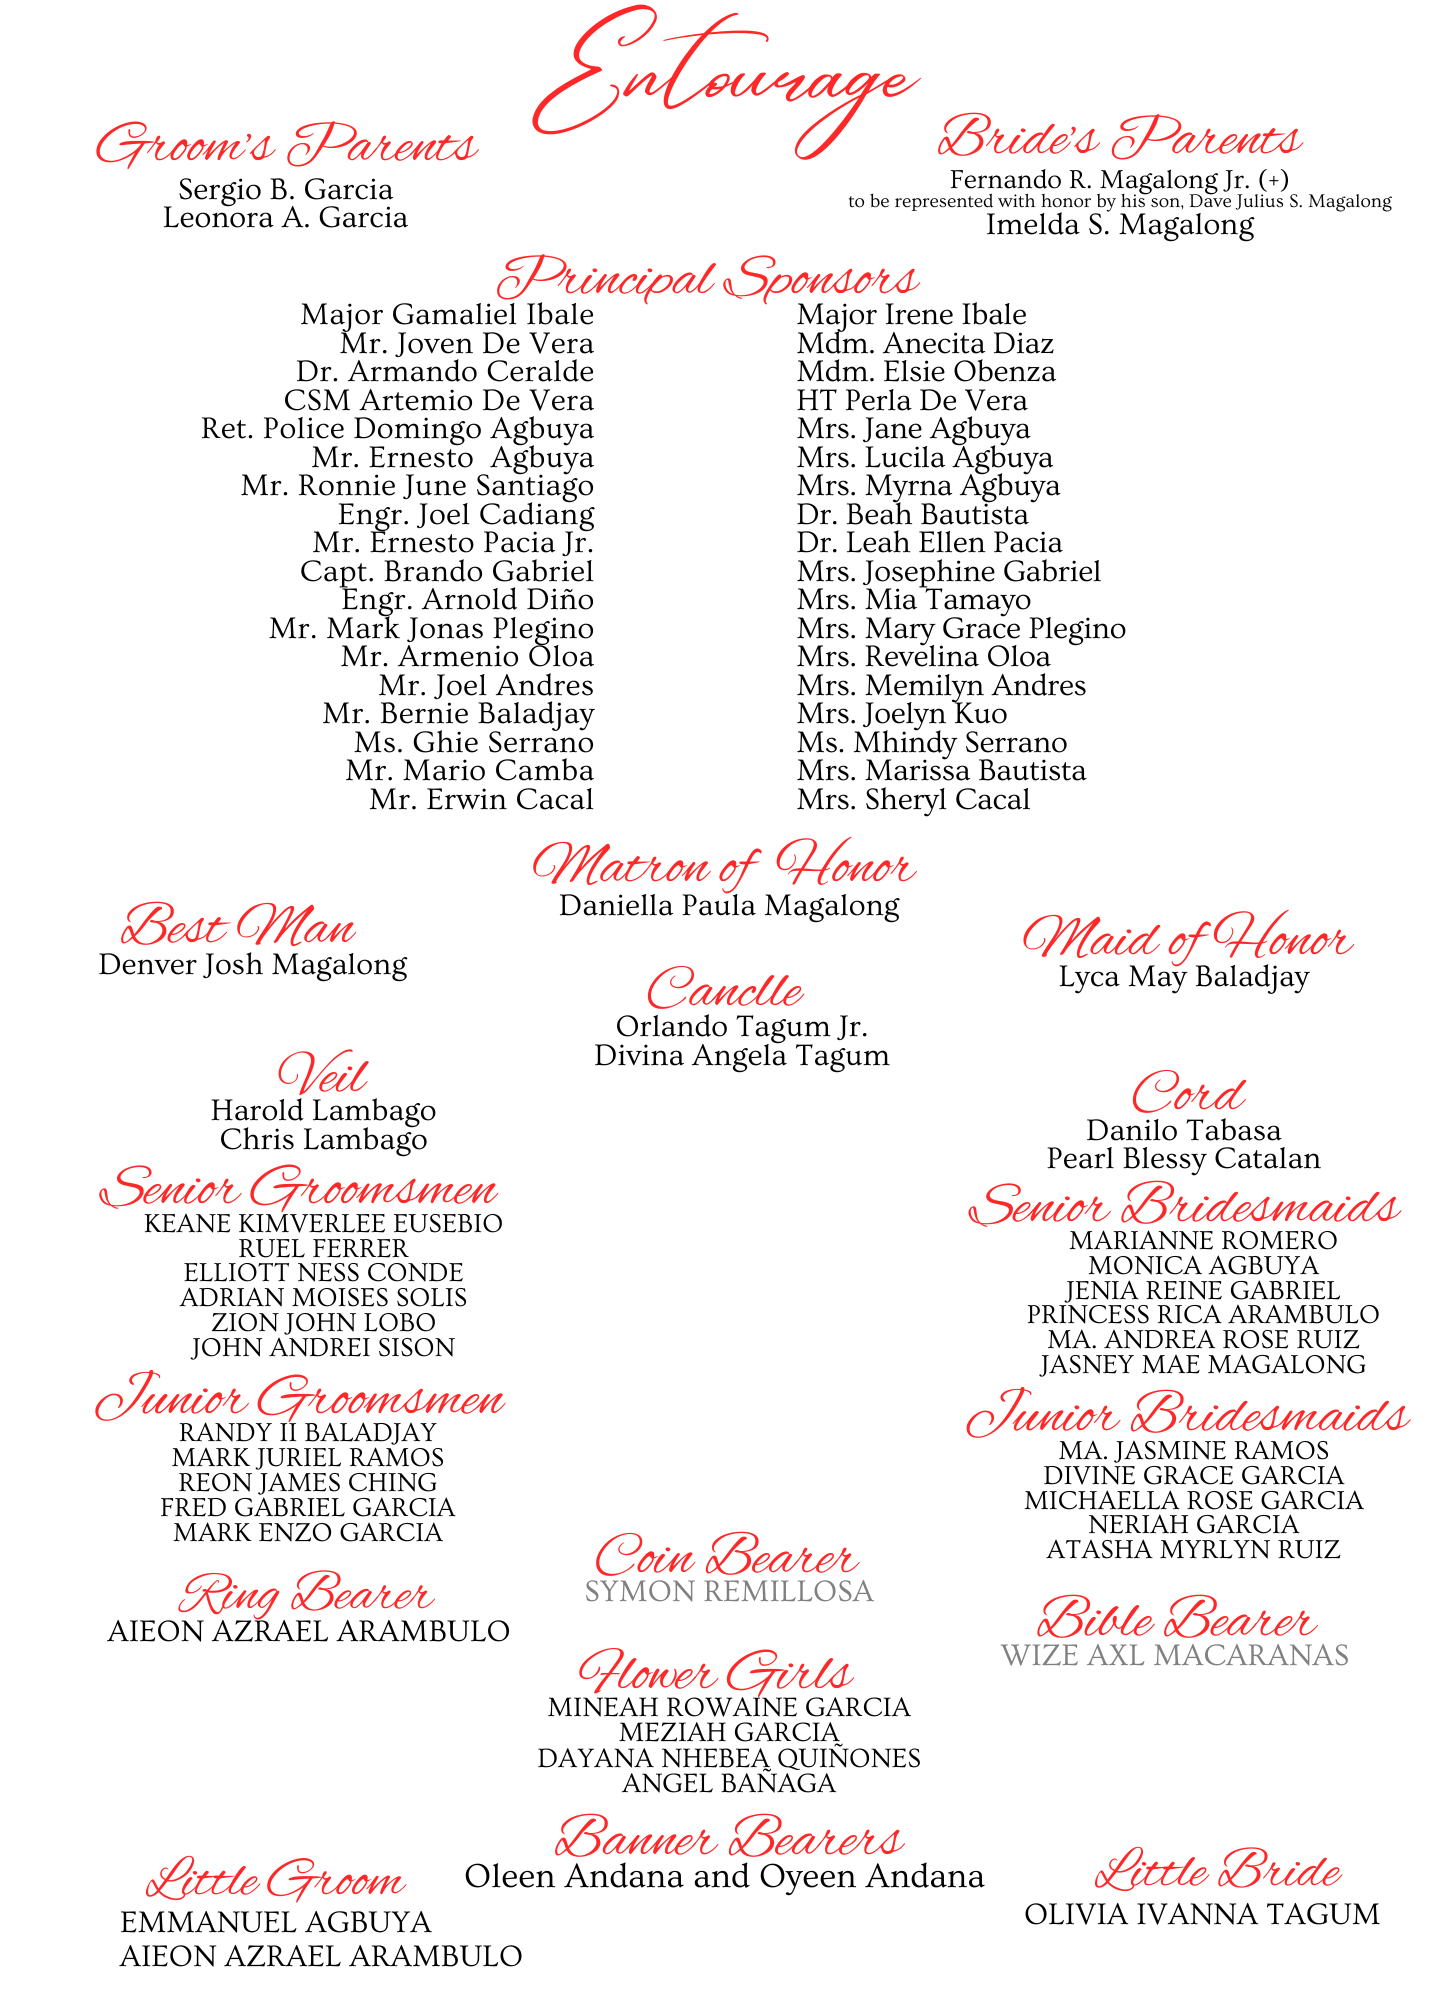 Entourage
Groom's Parents
Sergio B. Garcia
Leonora A. Garcia
Bride's Parents
Fernando R. Magalong Jr. (+)
to be represented with honor by his son, Dave Julius S. Magalong
Imelda S. Magalong
Principal Sponsors
Major Gamaliel Ibale
Mr. Joven De Vera
Dr. Armando Ceralde
CSM Artemio De Vera
Ret. Police Domingo Agbuya
Mr. Ernesto  Agbuya
Mr. Ronnie June Santiago
Engr. Joel Cadiang
Mr. Ernesto Pacia Jr.
Capt. Brando Gabriel
Engr. Arnold Diño
Mr. Mark Jonas Plegino
Mr. Armenio Oloa
Mr. Joel Andres
Mr. Bernie Baladjay
Ms. Ghie Serrano
Mr. Mario Camba
Mr. Erwin Cacal
Major Irene Ibale
Mdm. Anecita Diaz
Mdm. Elsie Obenza
HT Perla De Vera
Mrs. Jane Agbuya
Mrs. Lucila Agbuya
Mrs. Myrna Agbuya
Dr. Beah Bautista
Dr. Leah Ellen Pacia
Mrs. Josephine Gabriel
Mrs. Mia Tamayo
Mrs. Mary Grace Plegino
Mrs. Revelina Oloa
Mrs. Memilyn Andres
Mrs. Joelyn Kuo
Ms. Mhindy Serrano
Mrs. Marissa Bautista
Mrs. Sheryl Cacal
Matron of Honor
Daniella Paula Magalong
Best Man
Denver Josh Magalong
Maid of Honor
Lyca May Baladjay
Canclle
Orlando Tagum Jr.
Divina Angela Tagum
Veil
Harold Lambago
Chris Lambago
Cord
Danilo Tabasa
Pearl Blessy Catalan
Senior Groomsmen
KEANE KIMVERLEE EUSEBIO
RUEL FERRER
ELLIOTT NESS CONDE
ADRIAN MOISES SOLIS
ZION JOHN LOBO
JOHN ANDREI SISON
Senior Bridesmaids
MARIANNE ROMERO
MONICA AGBUYA
JENIA REINE GABRIEL
PRINCESS RICA ARAMBULO
MA. ANDREA ROSE RUIZ
JASNEY MAE MAGALONG
Junior Groomsmen
RANDY II BALADJAY
MARK JURIEL RAMOS
REON JAMES CHING
FRED GABRIEL GARCIA
MARK ENZO GARCIA
Junior Bridesmaids
MA. JASMINE RAMOS
DIVINE GRACE GARCIA
MICHAELLA ROSE GARCIA
NERIAH GARCIA
ATASHA MYRLYN RUIZ
Coin Bearer
SYMON REMILLOSA
Ring Bearer
AIEON AZRAEL ARAMBULO
Bible Bearer
WIZE AXL MACARANAS
Flower Girls
MINEAH ROWAINE GARCIA
MEZIAH GARCIA
DAYANA NHEBEA QUIÑONES
ANGEL BAÑAGA
Banner Bearers
Oleen Andana and Oyeen Andana
Little Groom
EMMANUEL AGBUYA
AIEON AZRAEL ARAMBULO
Little Bride
OLIVIA IVANNA TAGUM